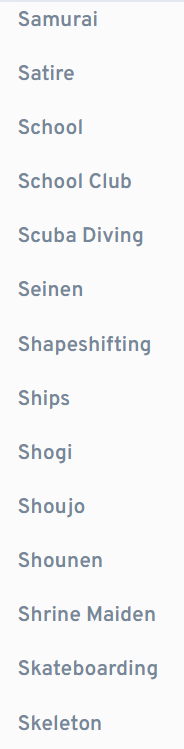 Samurai
Satire
School
School Club
Scuba Diving
Seinen
Shapeshifting
Ships
Shogi
Shoujo
Shounen
Shrine Maiden
Skateboarding
Skeleton